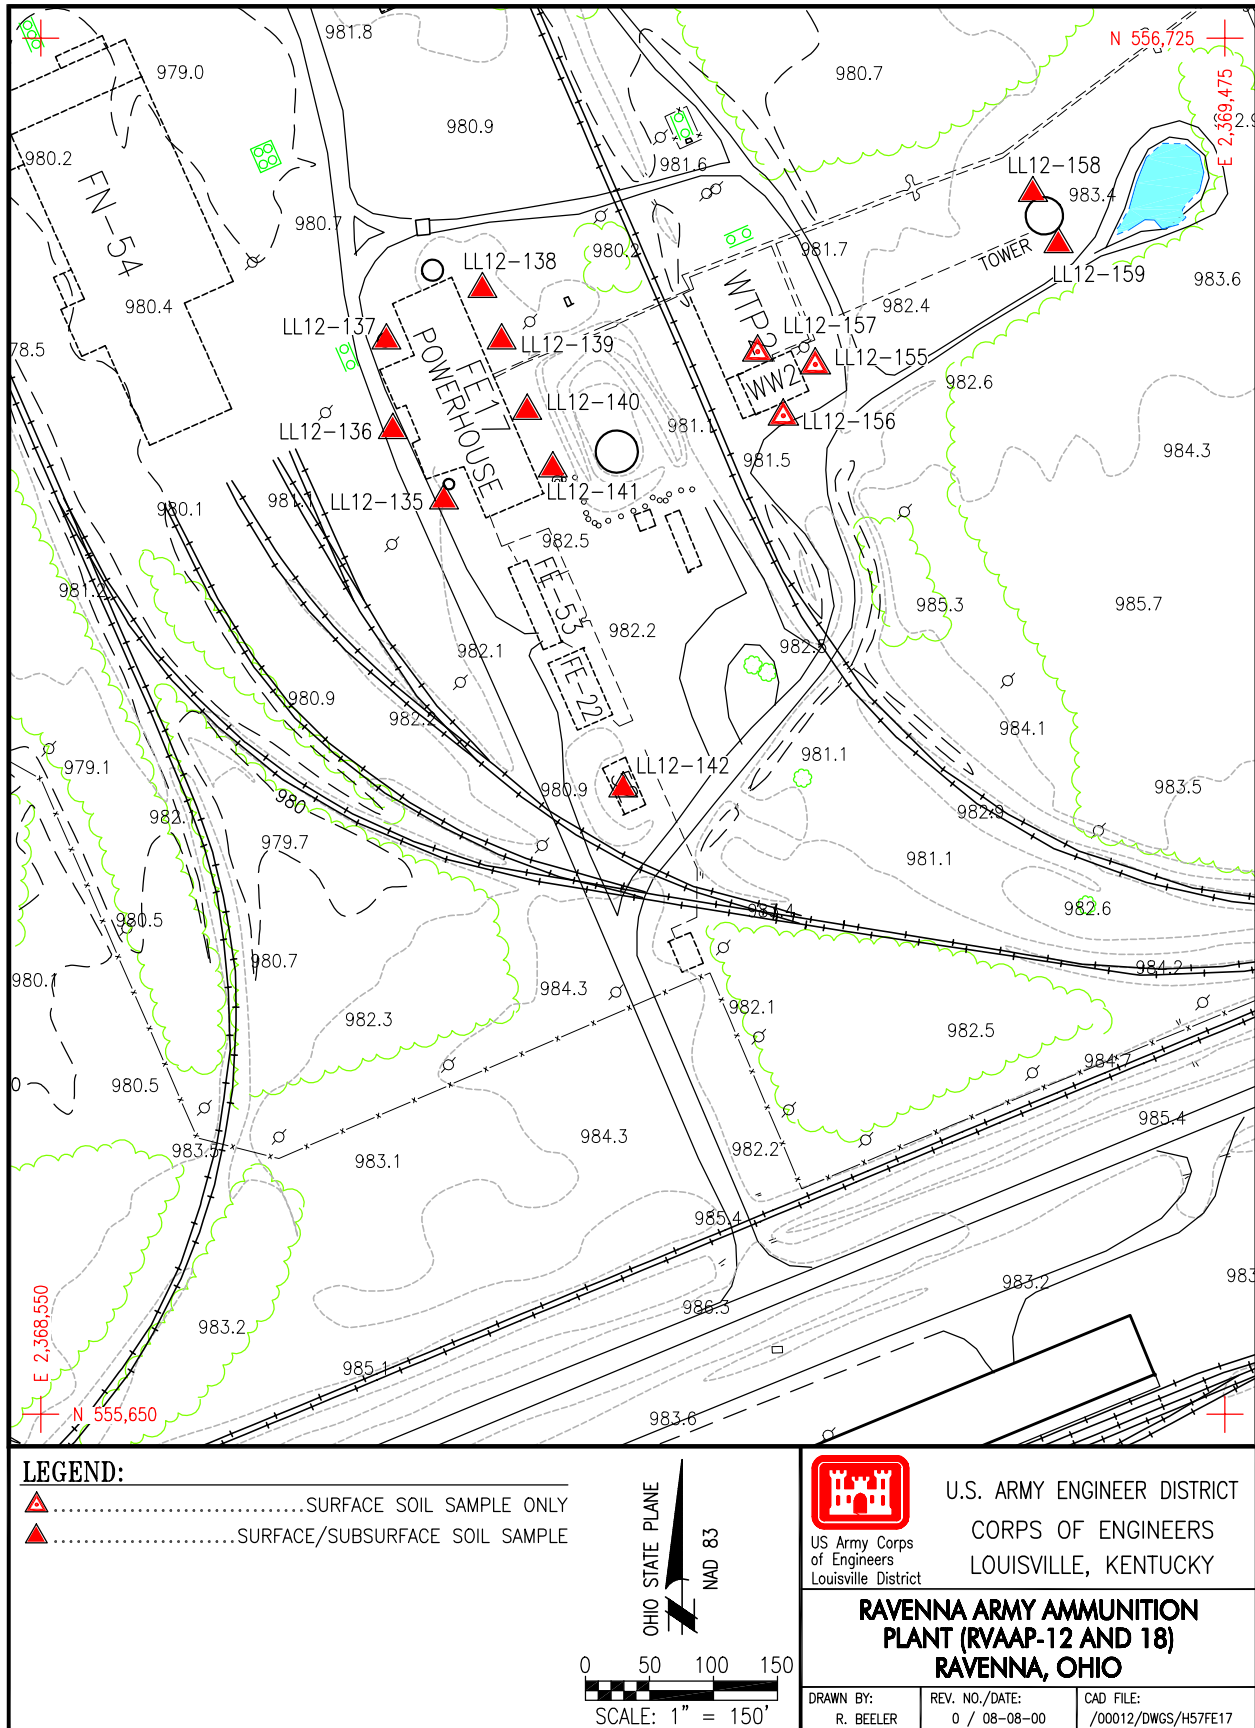 981.8
N 556,725
979.0
980.7
E 2,369,475
980.9
980.2
981.6
LL12-158
983.4
FN-54
980.7
980.2
981.7
TOWER
LL12-159
983.6
LL12-138
980.4
982.4
WTP2
LL12-137
LL12-139
LL12-157
78.5
POWERHOUSE
FE17
LL12-155
WW2
982.6
LL12-140
LL12-136
981.1
LL12-156
984.3
981.5
LL12-135
LL12-141
981.1
980.1
982.5
981.2
FE-53
985.3
985.7
982.2
982.1
982.8
FE-22
980.9
982.2
984.1
979.1
981.1
LL12-142
980.9
983.5
980
982.1
982.9
979.7
981.1
980.5
982.6
980.7
984.2
980.1
984.3
982.1
982.3
982.5
984.7
0
980.5
985.4
984.3
983.5
983.1
982.2
985.4
983.2
983
986.3
E 2,368,550
983.2
985.1
N 555,650
983.6
LEGEND:
SURFACE SOIL SAMPLE ONLY
SURFACE/SUBSURFACE SOIL SAMPLE
OHIO STATE PLANE
NAD 83
0 50 100 150
SCALE: 1" = 150'
US Army Corps
of Engineers
Louisville District
U.S. ARMY ENGINEER DISTRICT
CORPS OF ENGINEERS
LOUISVILLE, KENTUCKY
RAVENNA ARMY AMMUNITION
PLANT (RVAAP-12 AND 18)
RAVENNA, OHIO
DRAWN BY:
R. BEELER
REV. NO./DATE:
0 / 08-08-00
CAD FILE:
/00012/DWGS/H57FE17